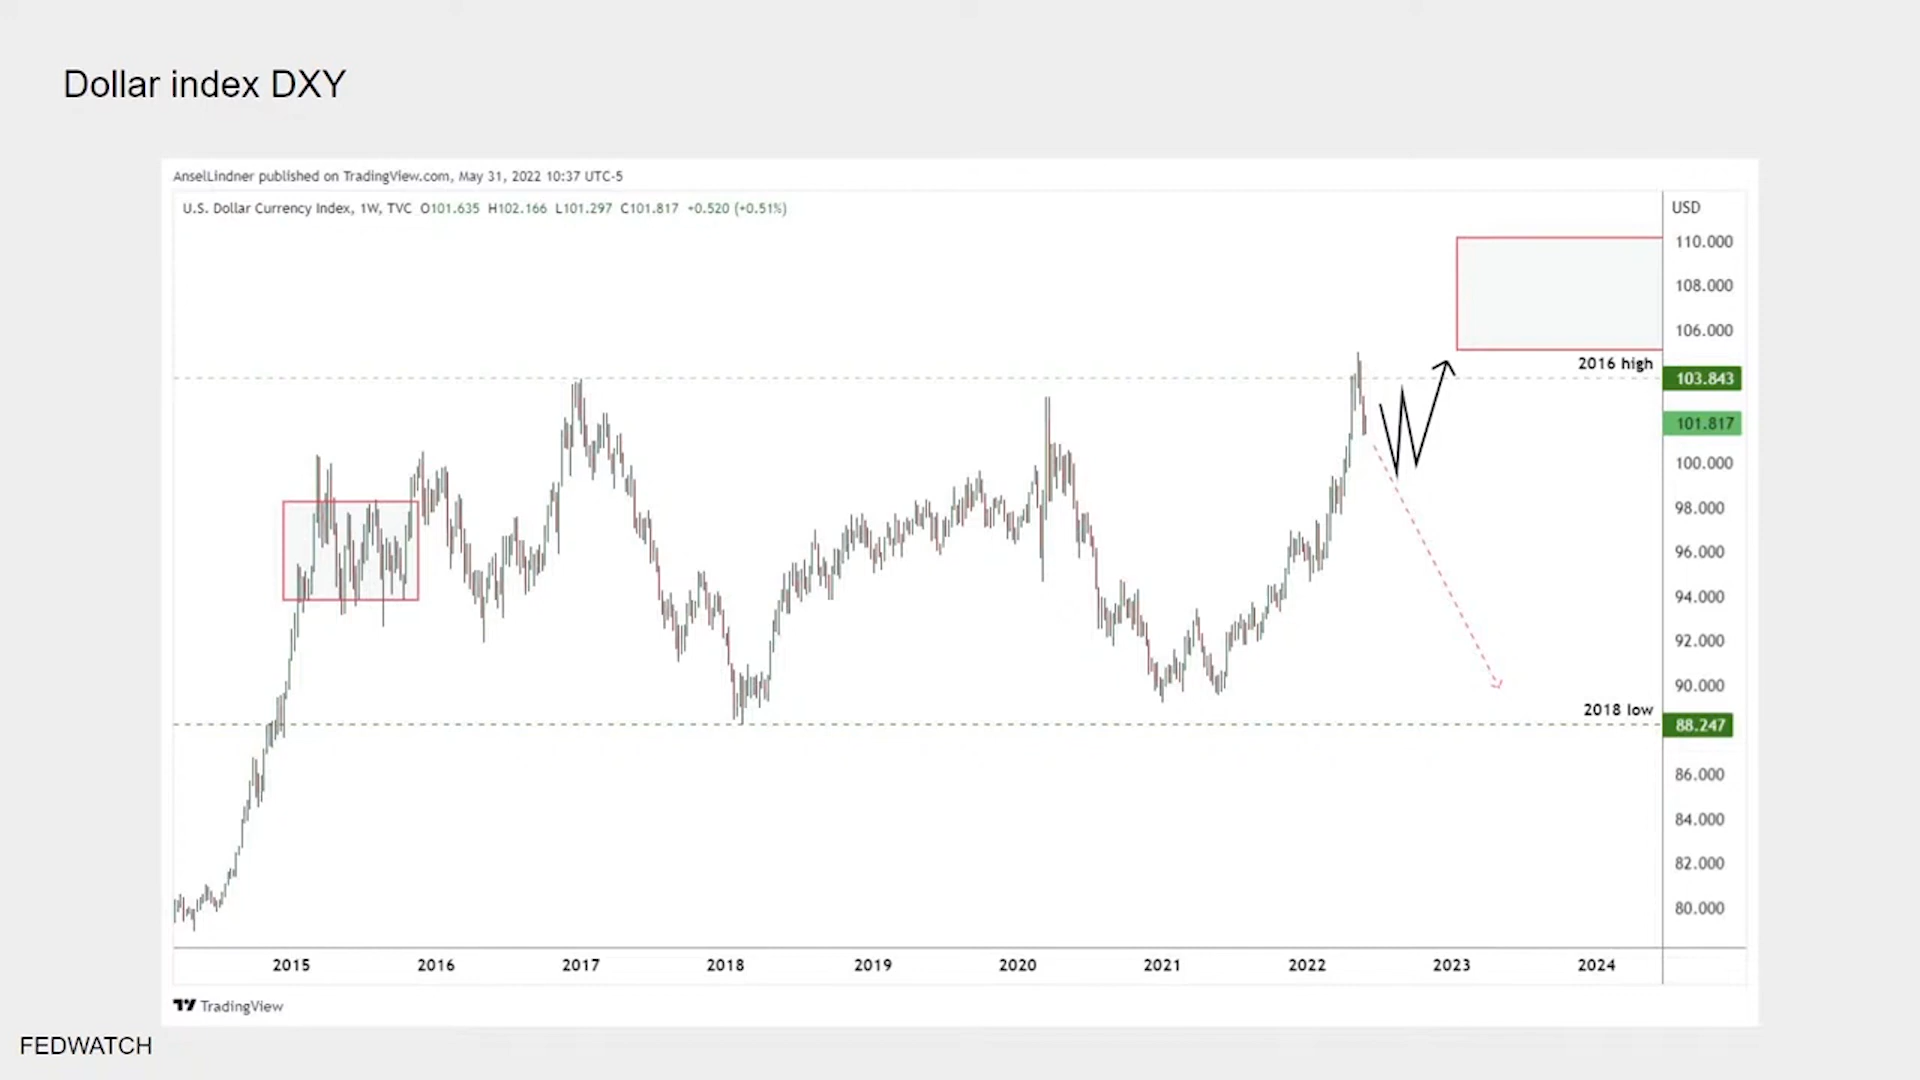 Dollar index DXY
AnselLindner published on TradingView.com, May 31, 2022 10:37 UTC-5
U.S. Dollar Currency Index, 1W, TVC O101.635 H102.166 L101.297 C101.817 +0.520 (+0.51%)
USD
110.000
108.000
106.000
2016 high
103.843
101.817
100.000
98.000
96.000
94.000
92.000
90.000
2018 low
88.247
86.000
84.000
82.000
80.000
2015 2016 2017 2018 2019 2020 2021 2022 2023 2024
TradingView
FEDWATCH